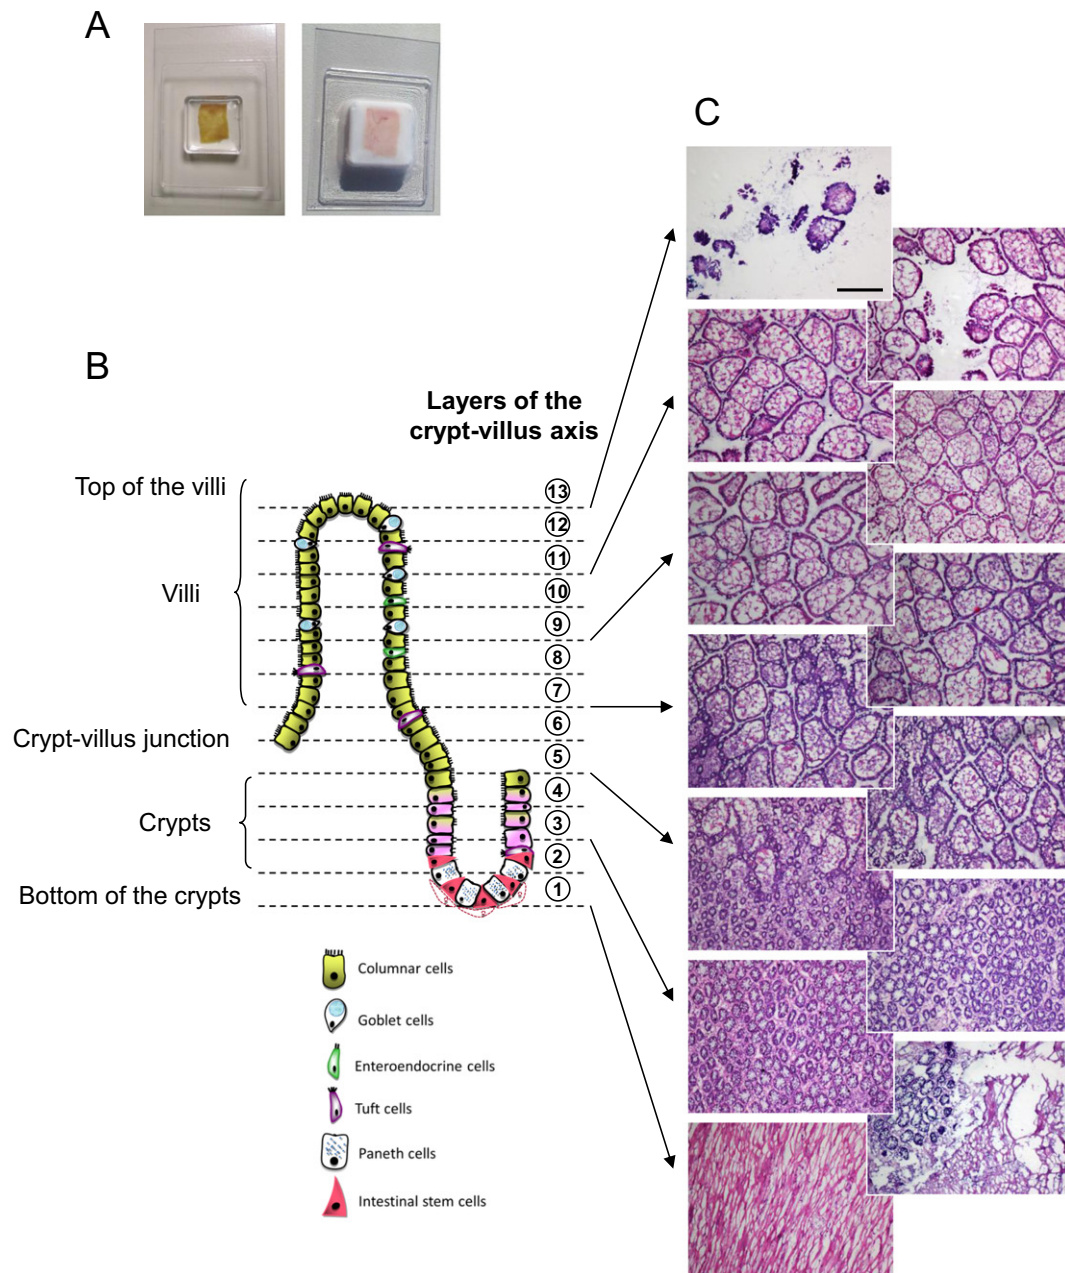 A
C
B
Layers of the
crypt-villus axis
Top of the villi
13
12
11
Villi
10
9
8
7
Crypt-villus junction
6
5
4
Crypts
3
2
Bottom of the crypts
1
Columnar cells
Goblet cells
Enteroendocrine cells
Tuft cells
Paneth cells
Intestinal stem cells